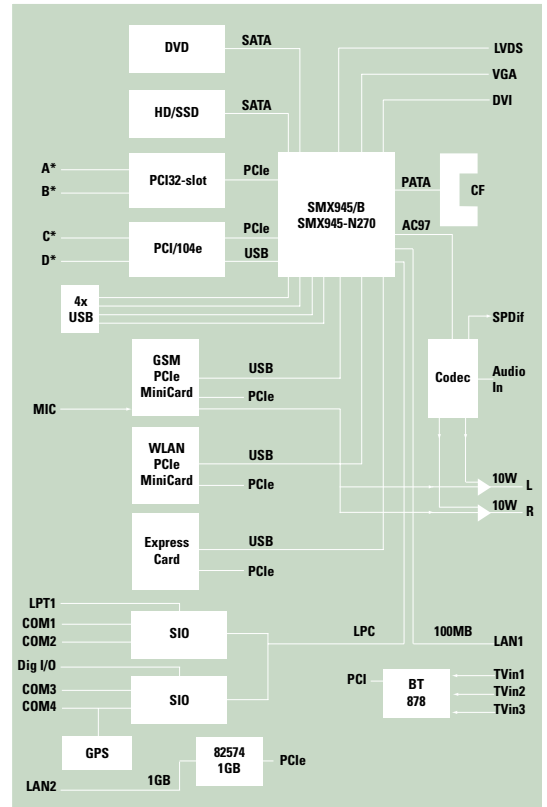 DVD
SATA
LVDS
VGA
DVI
HD/SSD
SATA
A*
B*
PCI32-slot
PCIe
SMX945/B
SMX945-N270
PATA
CF
AC97
C*
D*
PCI/104e
PCIe
USB
4x
USB
SPDif
Codec
Audio
In
GSM
PCIe
MiniCard
USB
PCIe
MIC
WLAN
PCIe
MiniCard
USB
PCIe
10W
L
10W
R
Express
Card
USB
PCIe
LPT1
COM1
COM2
SIO
LPC
100MB
LAN1
Dig I/O
COM3
COM4
SIO
PCI
BT
878
TVin1
TVin2
TVin3
GPS
LAN2
1GB
82574
1GB
PCIe